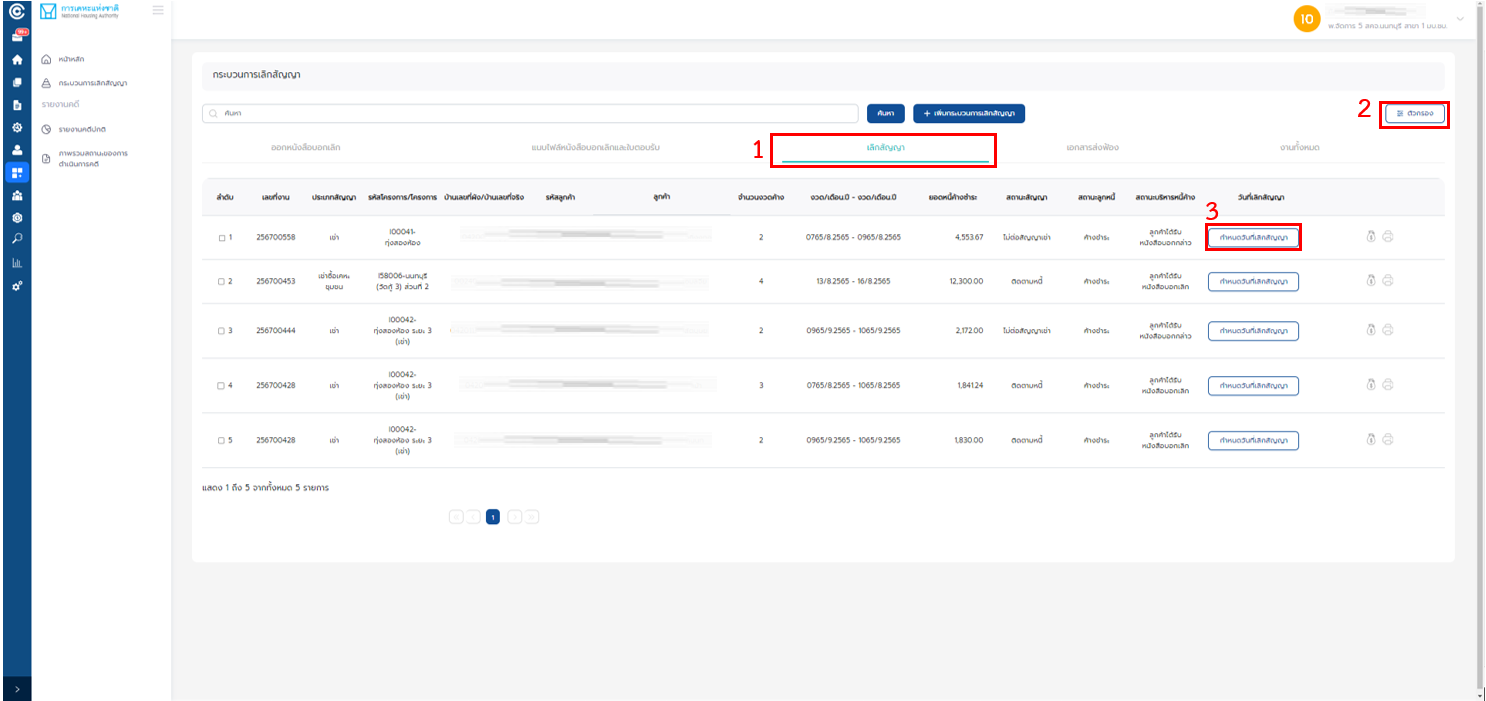 การเคหะแห่งชาติ
National Housing Authority
99+
10
พ.จัดการ 5 สคอ.นนทบุรี สาขา 1 นบ.ชบ.
หน้าหลัก
กระบวนการเลิกสัญญา
รายงานคดี
รายงานคดีปกติ
ภาพรวมสถานะของการ
ดำเนินการคดี
กระบวนการเลิกสัญญา
ค้นหา
ค้นหา
+ เพิ่มกระบวนการเลิกสัญญา
2
ตัวกรอง
ออกหนังสือบอกเลิก
แนบไฟล์หนังสือบอกเลิกและใบตอบรับ
1
เลิกสัญญา
เอกสารส่งฟ้อง
งานทั้งหมด
ลำดับ เลขที่งาน ประเภทสัญญา รหัสโครงการ/โครงการ บ้านเลขที่ผัง/บ้านเลขที่จริง รหัสลูกค้า ลูกค้า จำนวนงวดค้าง งวด/เดือน.ปี - งวด/เดือน.ปี ยอดหนี้ค้างชำระ สถานะสัญญา สถานะลูกหนี้ สถานะบริหารหนี้ค้าง วันที่เลิกสัญญา
3
1 256700558 เช่า I00041-
ทุ่งสองห้อง 2 0765/8.2565 - 0965/8.2565 4,553.67 ไม่ต่อสัญญาเช่า ค้างชำระ ลูกค้าได้รับ
หนังสือบอกกล่าว กำหนดวันที่เลิกสัญญา
2 256700453 เช่าซื้อเคหะ
ชุมชน I58006-นนทบุรี
(วัดกู้ 3) ส่วนที่ 2 4 13/8.2565 - 16/8.2565 12,300.00 ติดตามหนี้ ค้างชำระ ลูกค้าได้รับ
หนังสือบอกเลิก กำหนดวันที่เลิกสัญญา
3 256700444 เช่า I00042-
ทุ่งสองห้อง ระยะ 3
(เช่า) 2 0965/9.2565 - 1065/9.2565 2,172.00 ไม่ต่อสัญญาเช่า ค้างชำระ ลูกค้าได้รับ
หนังสือบอกกล่าว กำหนดวันที่เลิกสัญญา
4 256700428 เช่า I00042-
ทุ่งสองห้อง ระยะ 3
(เช่า) 3 0765/8.2565 - 1065/8.2565 1,841.24 ติดตามหนี้ ค้างชำระ ลูกค้าได้รับ
หนังสือบอกเลิก กำหนดวันที่เลิกสัญญา
5 256700428 เช่า I00042-
ทุ่งสองห้อง ระยะ 3
(เช่า) 2 0965/9.2565 - 1065/9.2565 1,830.00 ติดตามหนี้ ค้างชำระ ลูกค้าได้รับ
หนังสือบอกเลิก กำหนดวันที่เลิกสัญญา
แสดง 1 ถึง 5 จากทั้งหมด 5 รายการ
1